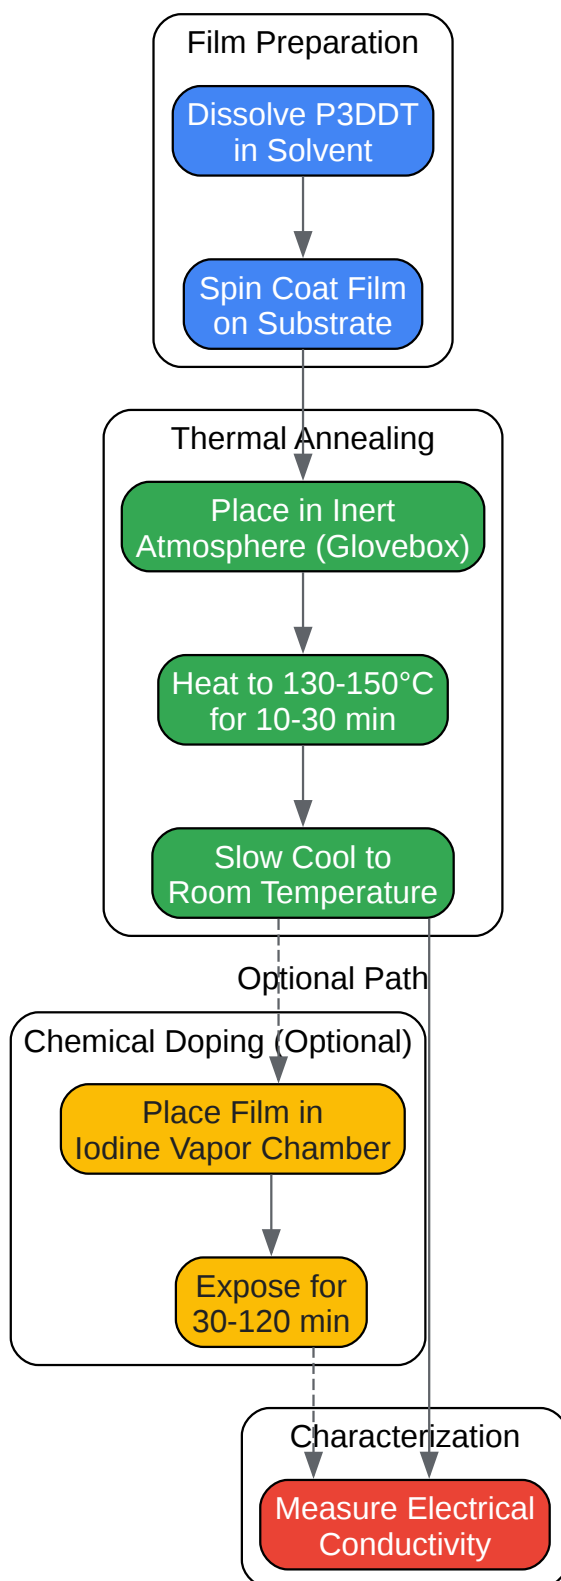 Film Preparation
Dissolve P3DDT
in Solvent
Spin Coat Film
on Substrate
Thermal Annealing
Place in Inert
Atmosphere (Glovebox)
Heat to 130-150°C
for 10-30 min
Slow Cool to
Room Temperature
Optional Path
Chemical Doping (Optional)
Place Film in
Iodine Vapor Chamber
Expose for
30-120 min
Characterization
Measure Electrical
Conductivity